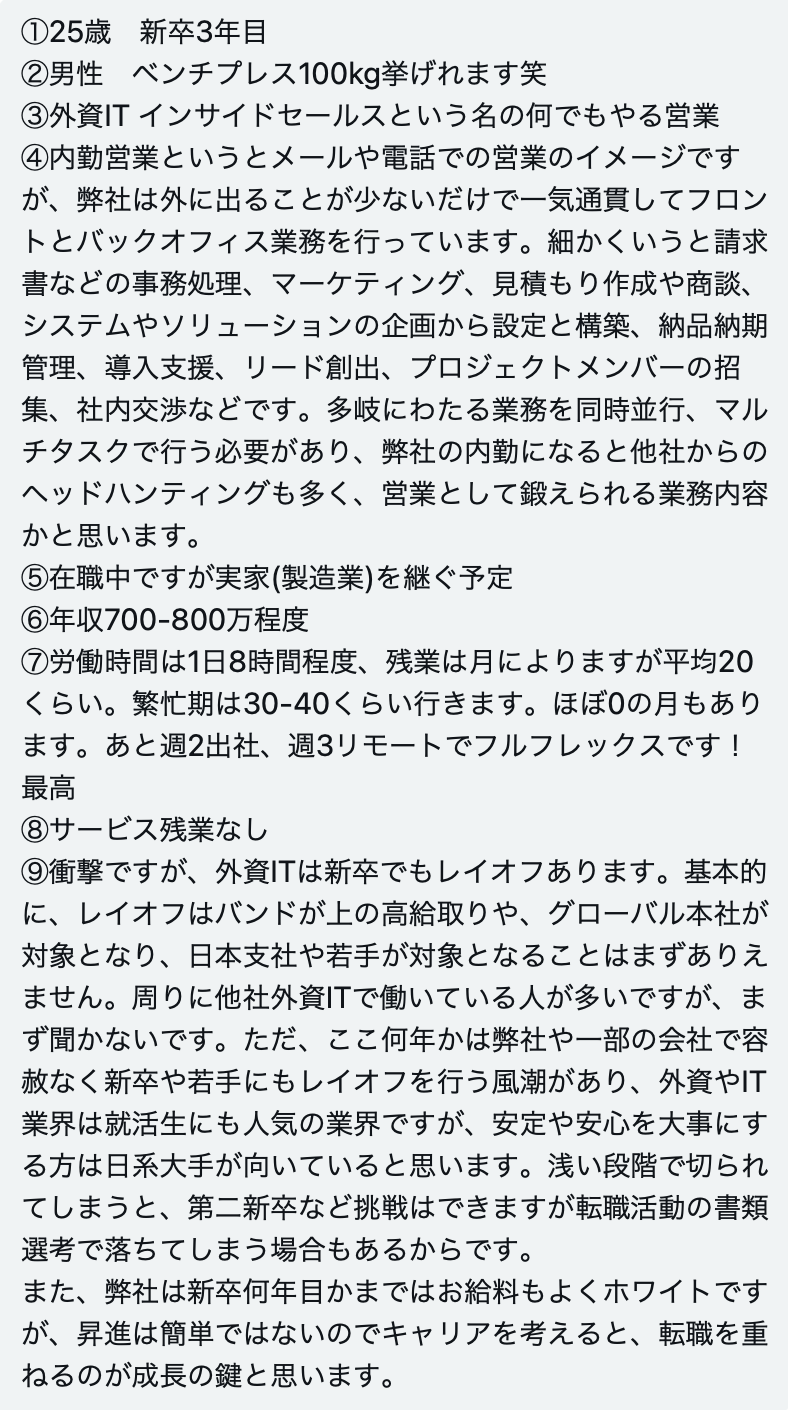 ①25歳　新卒3年目
②男性　ベンチプレス100kg挙げれます笑
③外資IT インサイドセールスという名の何でもやる営業
④内勤営業というとメールや電話での営業のイメージです
が、弊社は外に出ることが少ないだけで一気通貫してフロン
トとバックオフィス業務を行っています。細かくいうと請求
書などの事務処理、マーケティング、見積もり作成や商談、
システムやソリューションの企画から設定と構築、納品納期
管理、導入支援、リード創出、プロジェクトメンバーの招
集、社内交渉などです。多岐にわたる業務を同時並行、マル
チタスクで行う必要があり、弊社の内勤になると他社からの
ヘッドハンティングも多く、営業として鍛えられる業務内容
かと思います。
⑤在職中ですが実家(製造業)を継ぐ予定
⑥年収700-800万程度
⑦労働時間は1日8時間程度、残業は月によりますが平均20
くらい。繁忙期は30-40くらい行きます。ほぼ0の月もあり
ます。あと週2出社、週3リモートでフルフレックスです！
最高
⑧サービス残業なし
⑨衝撃ですが、外資ITは新卒でもレイオフあります。基本的
に、レイオフはバンドが上の高給取りや、グローバル本社が
対象となり、日本支社や若手が対象となることはまずありえ
ません。周りに他社外資ITで働いている人が多いですが、ま
ず聞かないです。ただ、ここ何年かは弊社や一部の会社で容
赦なく新卒や若手にもレイオフを行う風潮があり、外資やIT
業界は就活生にも人気の業界ですが、安定や安心を大事にす
る方は日系大手が向いていると思います。浅い段階で切られ
てしまうと、第二新卒など挑戦はできますが転職活動の書類
選考で落ちてしまう場合もあるからです。
また、弊社は新卒何年目かまではお給料もよくホワイトです
が、昇進は簡単ではないのでキャリアを考えると、転職を重
ねるのが成長の鍵と思います。